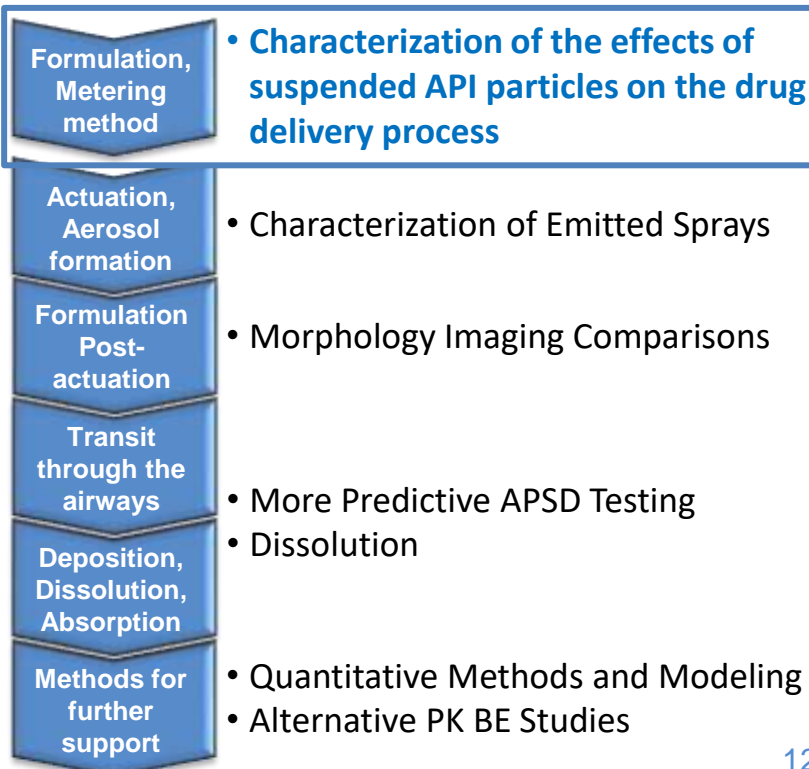 Formulation,
Metering
method
• Characterization of the effects of
suspended API particles on the drug
delivery process
Actuation,
Aerosol
formation
• Characterization of Emitted Sprays
Formulation
Post-
actuation
• Morphology Imaging Comparisons
Transit
through the
airways
• More Predictive APSD Testing
• Dissolution
Deposition,
Dissolution,
Absorption
Methods for
further
support
• Quantitative Methods and Modeling
• Alternative PK BE Studies
12